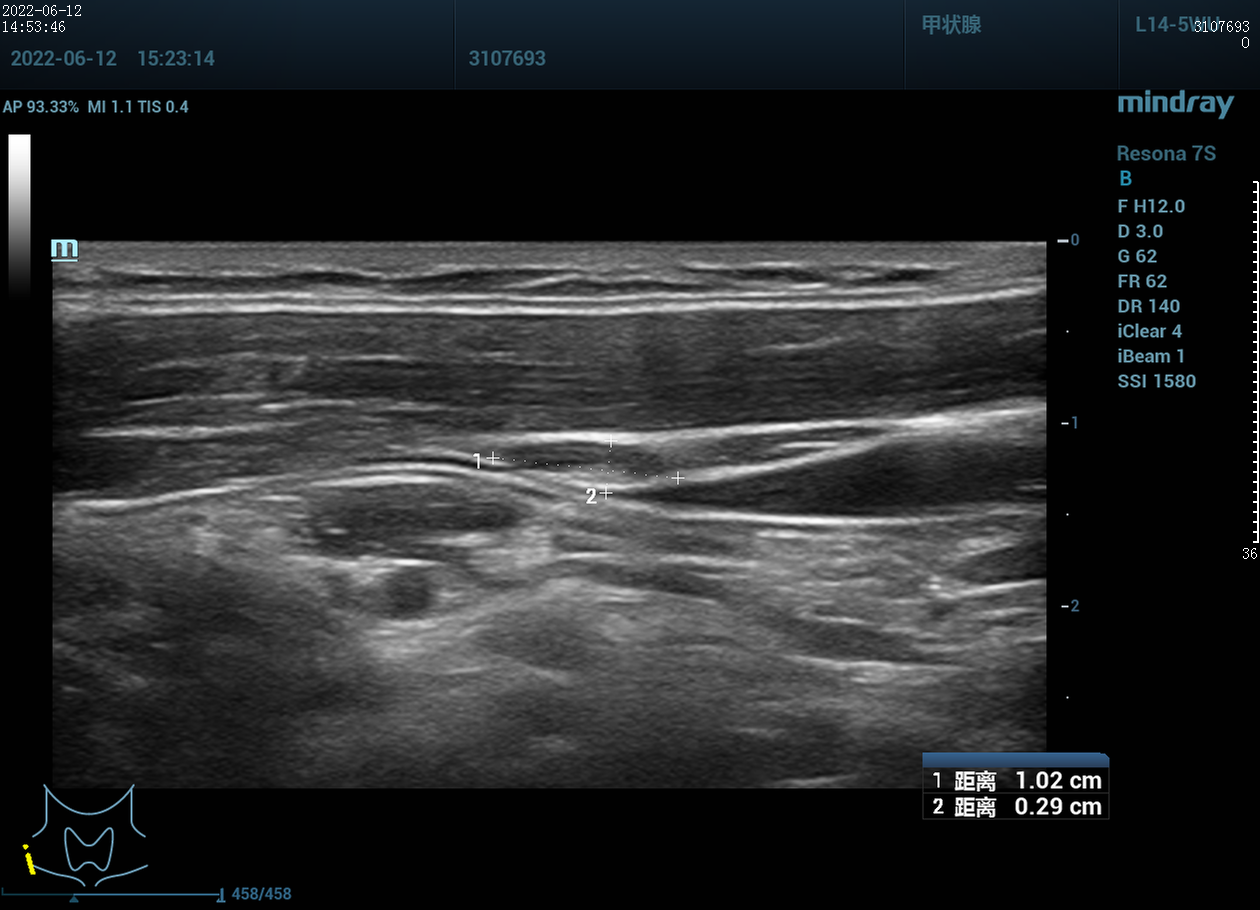 2022-06-12
14:53:46
2022-06-12 15:23:14
3107693
甲状腺
L14-5WU
3107693
0
AP 93.33% MI 1.1 TIS 0.4
mindray
Resona 7S
B
F H12.0
D 3.0
G 62
FR 62
DR 140
iClear 4
iBeam 1
SSI 1580
m
0
1
1
2
36
2
1 距离 1.02 cm
2 距离 0.29 cm
458/458